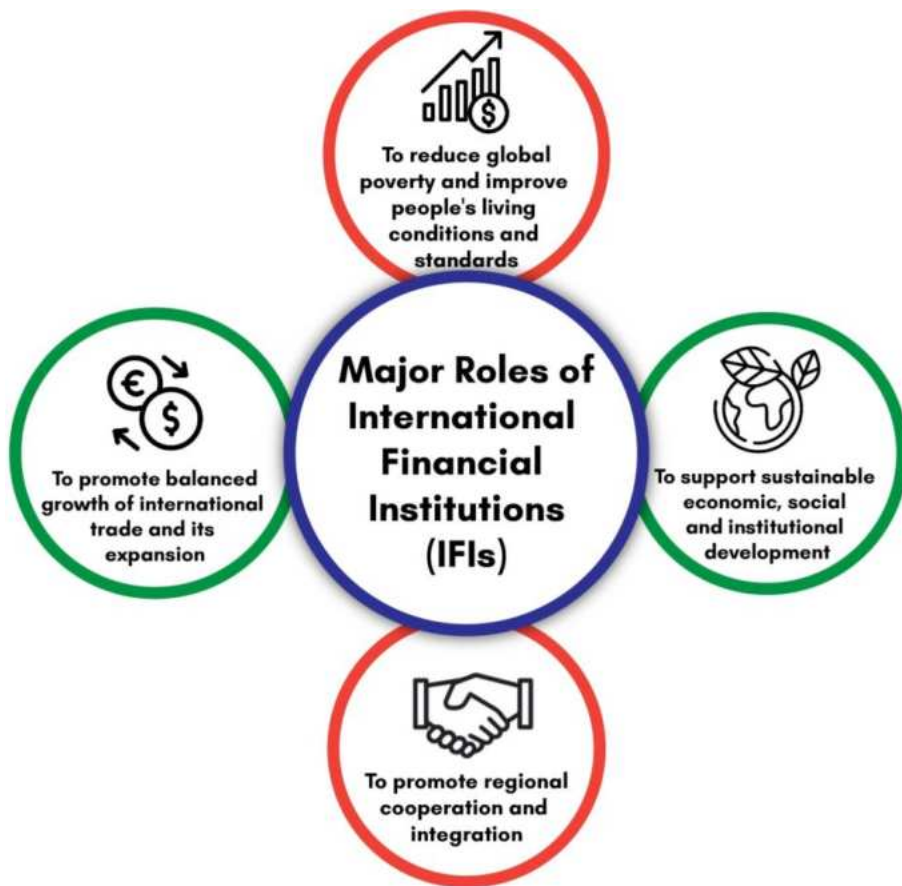 $
To reduce global
poverty and improve
people's living
conditions and
standards
€
$
To promote balanced
growth of international
trade and its
expansion
Major Roles of
International
Financial
Institutions
(IFIs)
To support sustainable
economic, social
and institutional
development
To promote regional
cooperation and
integration